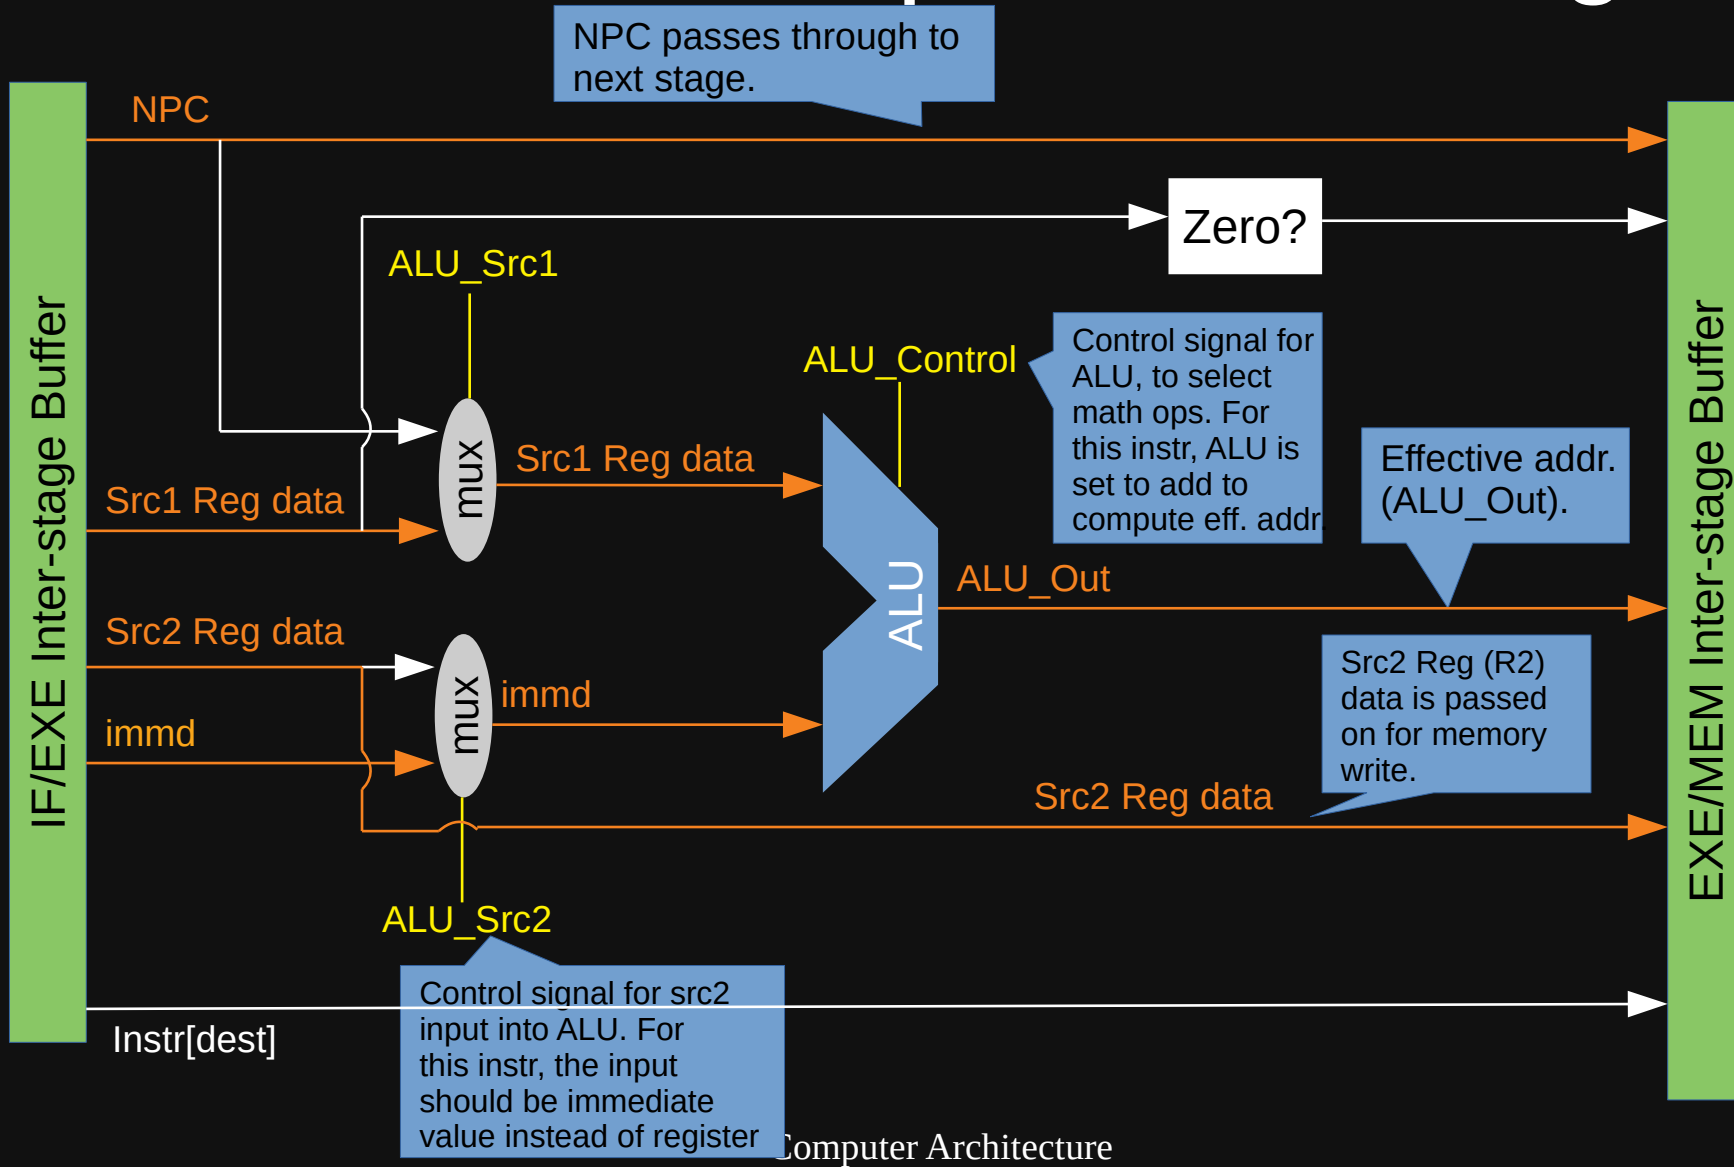 NPC passes through to
next stage.
NPC
Zero?
ALU_Src1
Control signal for
ALU, to select
math ops. For
this instr, ALU is
set to add to
compute eff. addr.
ALU_Control
Effective addr.
(ALU_Out).
IF/EXE Inter-stage Buffer
EXE/MEM Inter-stage Buffer
mux
Src1 Reg data
Src1 Reg data
ALU
ALU_Out
Src2 Reg data
Src2 Reg (R2)
data is passed
on for memory
write.
mux
immd
immd
Src2 Reg data
ALU_Src2
Control signal for src2
input into ALU. For
this instr, the input
should be immediate
value instead of register
Instr[dest]
Computer Architecture